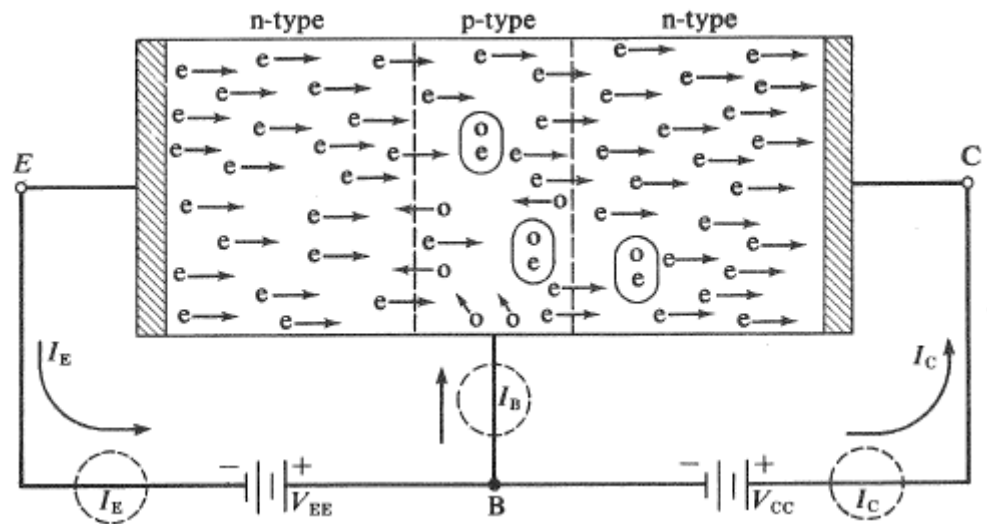 n-type p-type n-type
e e e e e
e e e e e
e e e e
e e e o e e
e e e e e e e
e e e e e
e e o o e e
e e e o o e
e e o e e e
e e e e e
e e o o e e e
E
C
I_E
I_B
I_C
− + − +
I_E V_EE B V_CC I_C